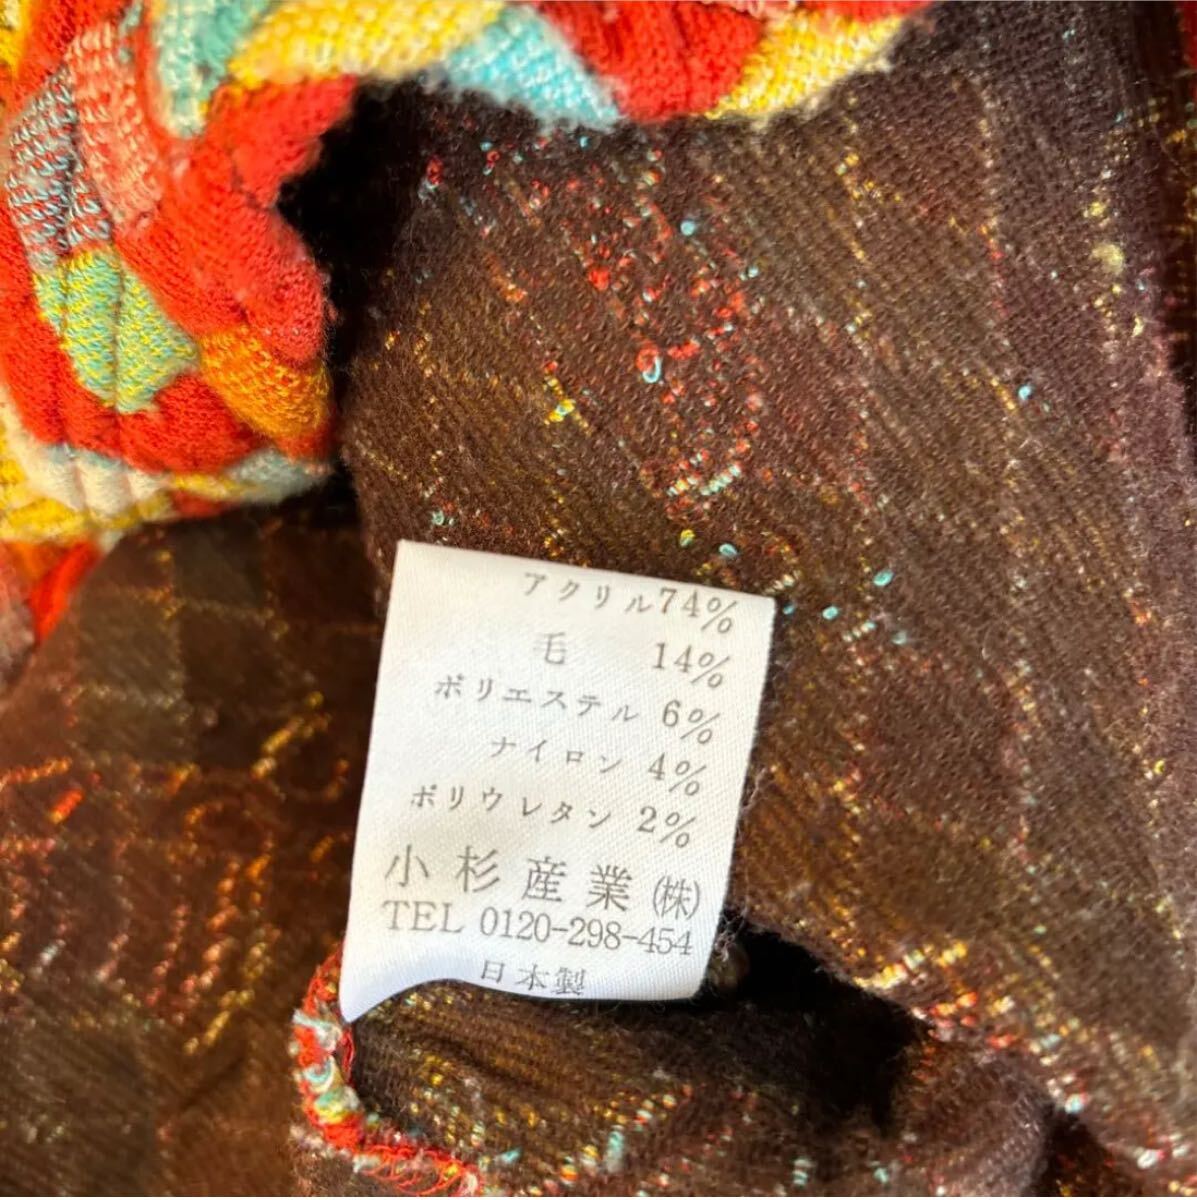 アクリル74%
毛 14%
ポリエステル 6%
ナイロン 4%
ポリウレタン 2%
小杉産業(株)
TEL 0120-298-454
日本製